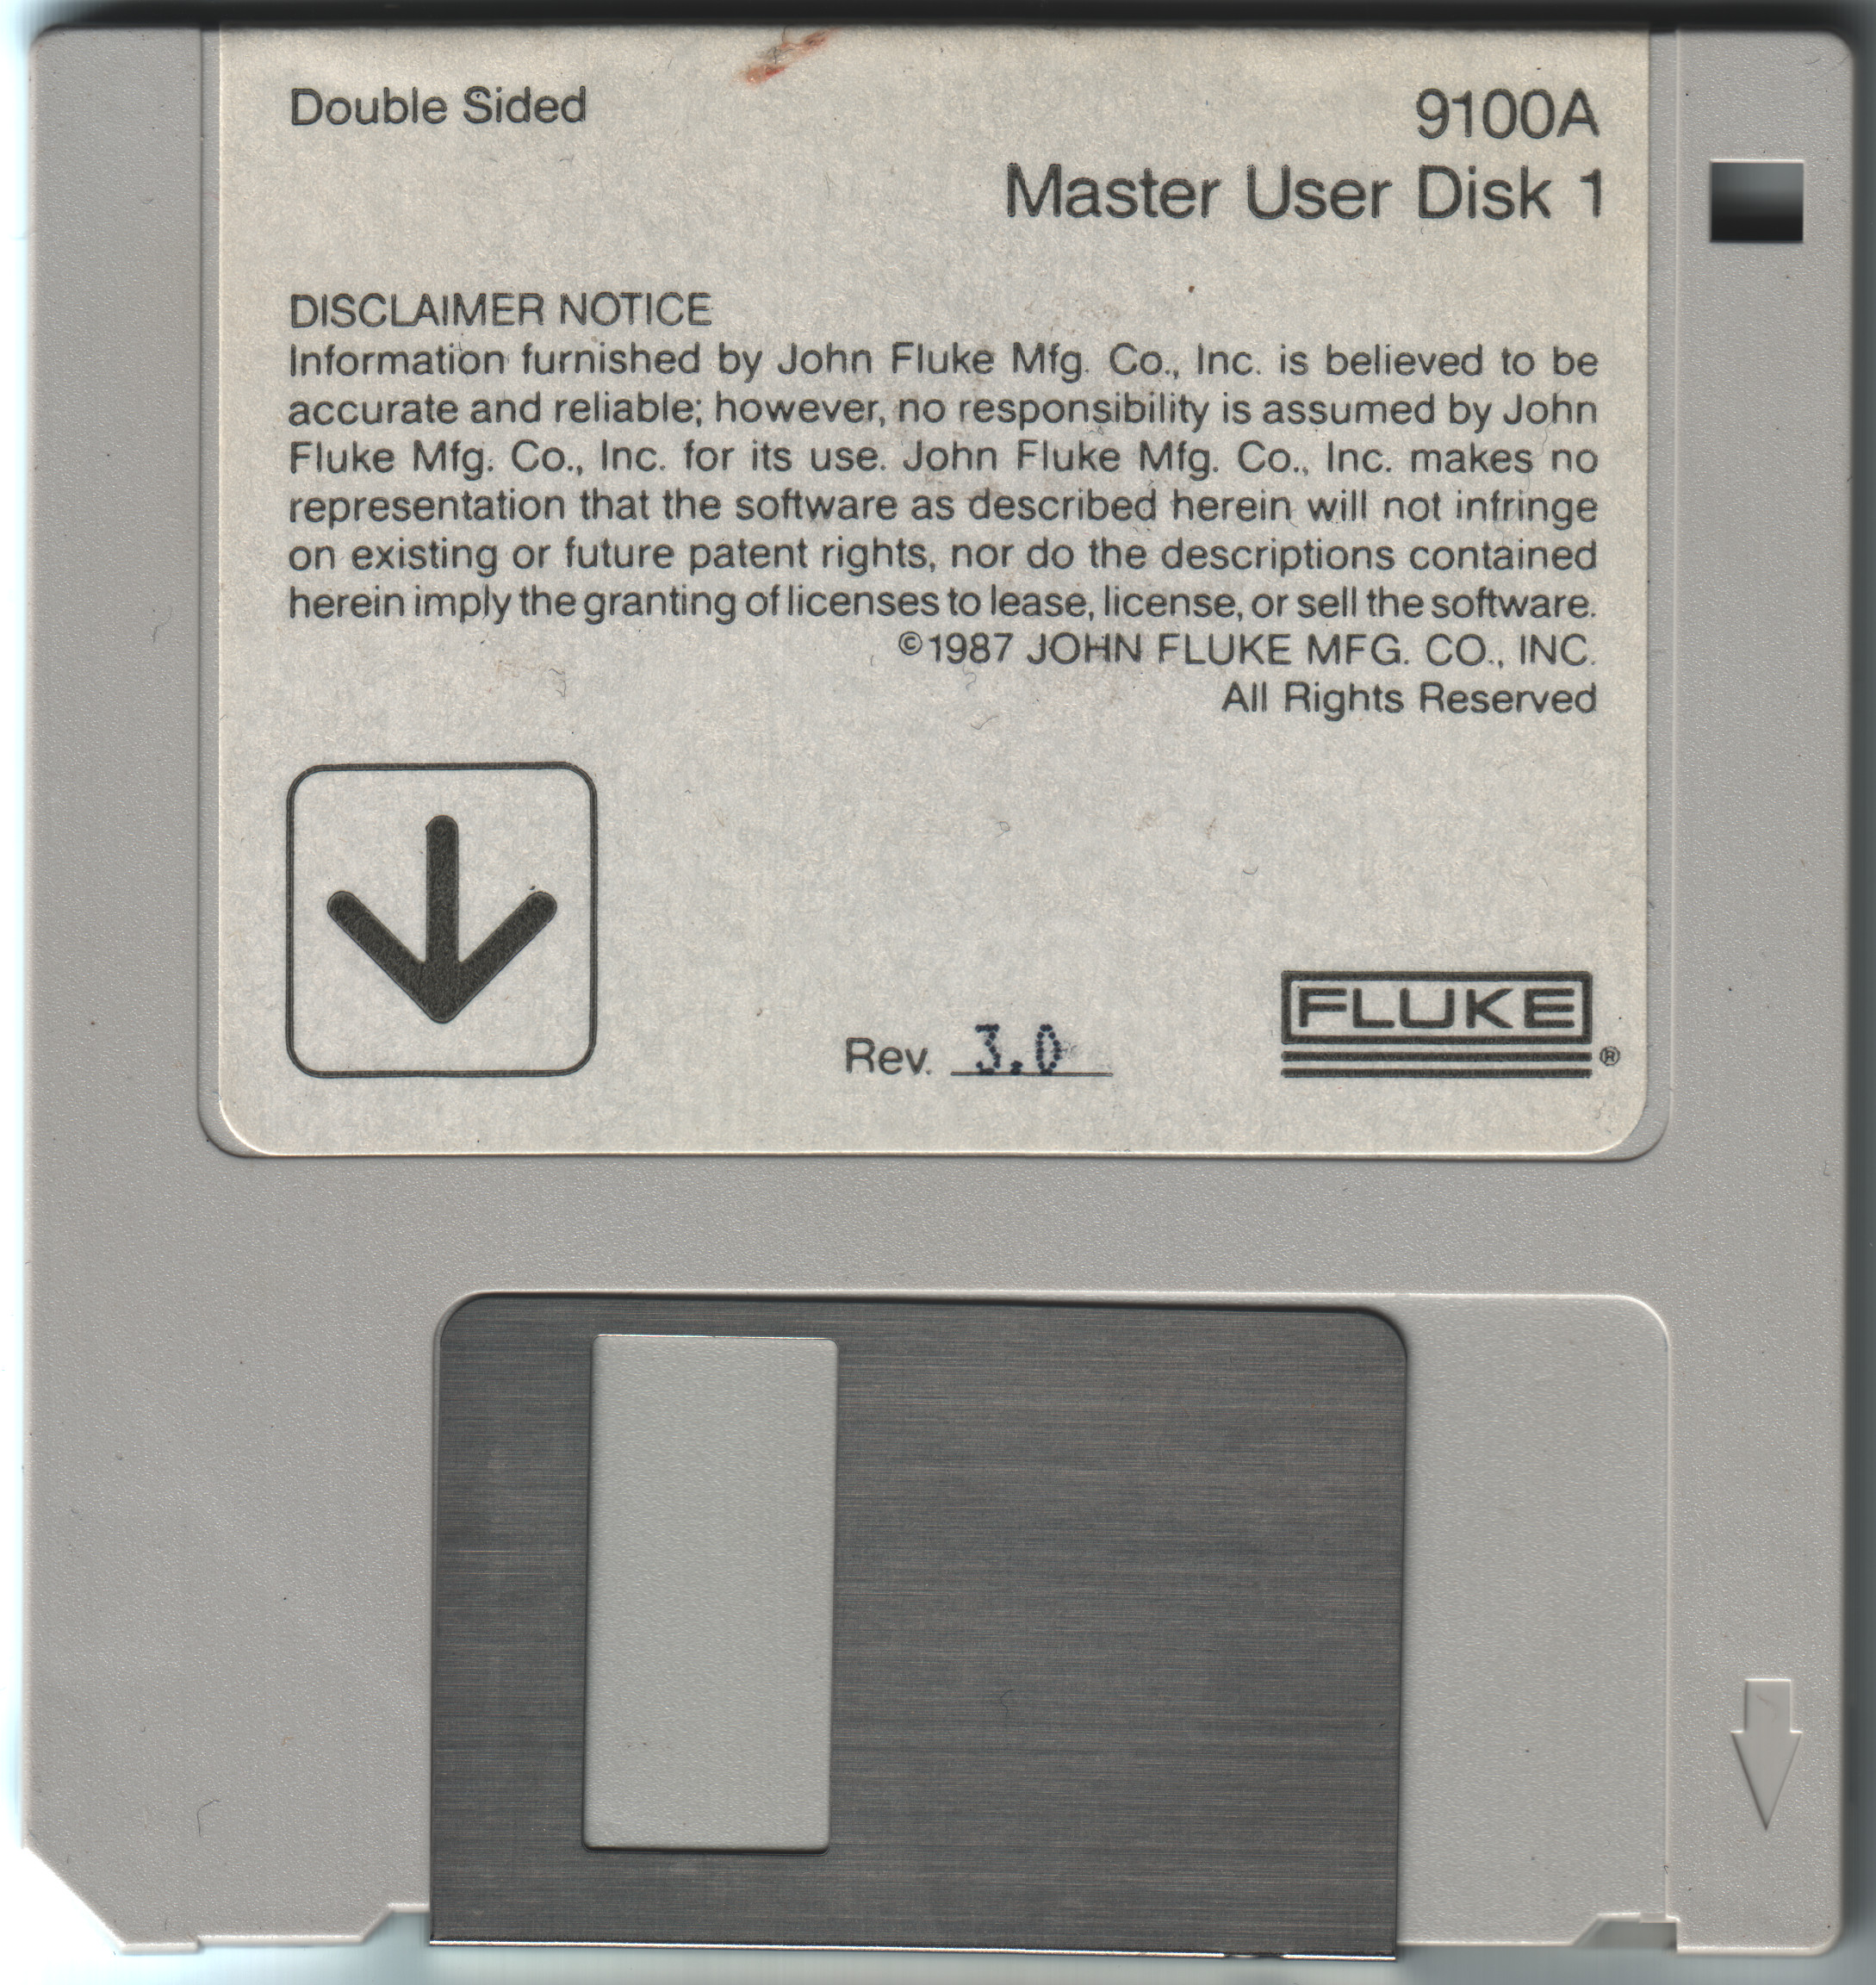 Double Sided
9100A
Master User Disk 1
DISCLAIMER NOTICE
Information furnished by John Fluke Mfg. Co., Inc. is believed to be
accurate and reliable; however, no responsibility is assumed by John
Fluke Mfg. Co., Inc. for its use. John Fluke Mfg. Co., Inc. makes no
representation that the software as described herein will not infringe
on existing or future patent rights, nor do the descriptions contained
herein imply the granting of licenses to lease, license, or sell the software.
©1987 JOHN FLUKE MFG. CO., INC.
All Rights Reserved
Rev. 3.0
FLUKE®